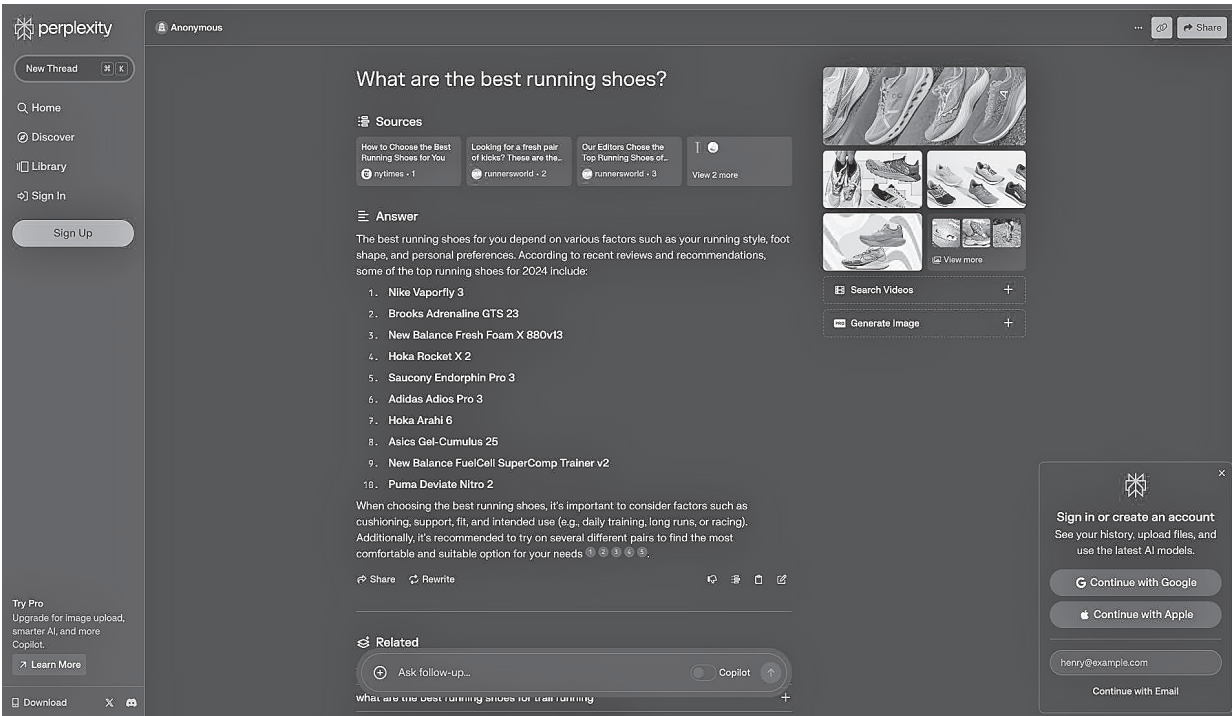 perplexity
New Thread ⌘ K
Home
Discover
Library
Sign In
Sign Up
Try Pro
Upgrade for image upload,
smarter AI, and more
Copilot.
Learn More
Download
Anonymous
Share
What are the best running shoes?
Sources
How to Choose the Best
Running Shoes for You
nytimes • 1
Looking for a fresh pair
of kicks? These are the...
runnersworld • 2
Our Editors Chose the
Top Running Shoes of...
runnersworld • 3
View 2 more
Answer
The best running shoes for you depend on various factors such as your running style, foot
shape, and personal preferences. According to recent reviews and recommendations,
some of the top running shoes for 2024 include:
1. Nike Vaporfly 3
2. Brooks Adrenaline GTS 23
3. New Balance Fresh Foam X 880v13
4. Hoka Rocket X 2
5. Saucony Endorphin Pro 3
6. Adidas Adios Pro 3
7. Hoka Arahi 6
8. Asics Gel-Cumulus 25
9. New Balance FuelCell SuperComp Trainer v2
10. Puma Deviate Nitro 2
When choosing the best running shoes, it's important to consider factors such as
cushioning, support, fit, and intended use (e.g., daily training, long runs, or racing).
Additionally, it's recommended to try on several different pairs to find the most
comfortable and suitable option for your needs 1 2 3 4 5.
Share Rewrite
Related
Ask follow-up... Copilot
what are the best running shoes for trail running
View more
Search Videos
PRO Generate Image
Sign in or create an account
See your history, upload files, and
use the latest AI models.
Continue with Google
Continue with Apple
henry@example.com
Continue with Email